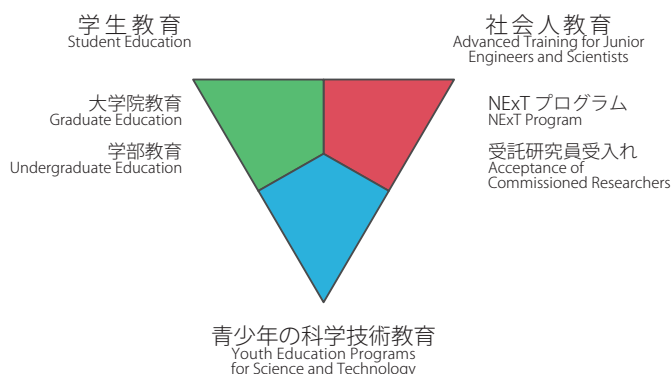 学生教育
Student Education
社会人教育
Advanced Training for Junior
Engineers and Scientists
大学院教育
Graduate Education
学部教育
Undergraduate Education
NExT プログラム
NExT Program
受託研究員受入れ
Acceptance of
Commissioned Researchers
青少年の科学技術教育
Youth Education Programs
for Science and Technology